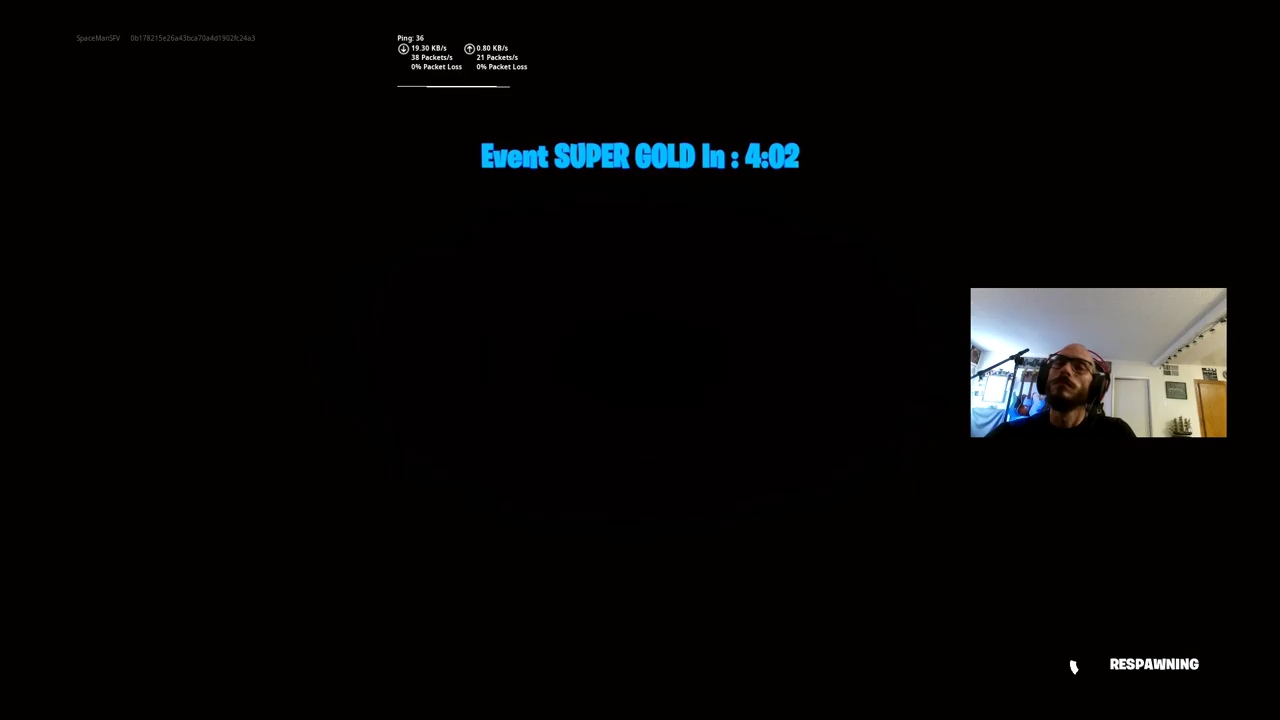 SpaceManSFV 0b178215e26a43bca70a4d1902fc24a3
Ping: 36
19.30 KB/s 0.80 KB/s
38 Packets/s 21 Packets/s
0% Packet Loss 0% Packet Loss
Event SUPER GOLD In : 4:02
RESPAWNING